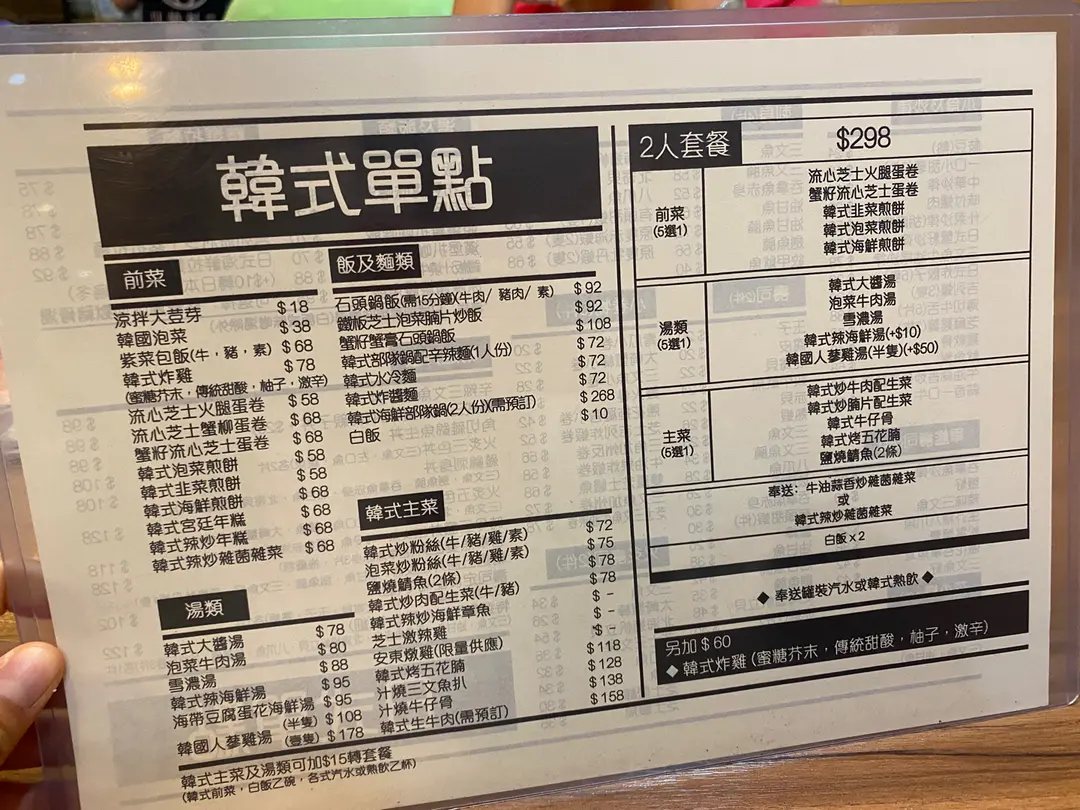 韓式單點
前菜
涼拌大荳芽 $18
韓國泡菜 $38
紫菜包飯(牛，豬，素) $68
韓式炸雞 $78
(蜜糖芥末，傳統甜酸，柚子，激辛)
流心芝士火腿蛋卷 $58
流心芝士蟹柳蛋卷 $68
蟹籽流心芝士蛋卷 $68
韓式泡菜煎餅 $58
韓式韭菜煎餅 $58
韓式海鮮煎餅 $68
韓式宮廷年糕 $68
韓式辣炒年糕 $68
韓式辣炒雜菌雜菜 $68
湯類
韓式大醬湯 $78
泡菜牛肉湯 $80
雪濃湯 $88
韓式辣海鮮湯 $95
海帶豆腐蛋花海鮮湯 $95
韓國人蔘雞湯 (半隻) $108
(壹隻) $178
飯及麵類
石頭鍋飯(需15分鐘)(牛肉/ 豬肉/ 素) $92
鐵板芝士泡菜腩片炒飯 $92
蟹籽蟹膏石頭鍋飯 $108
韓式部隊鍋配辛辣麵(1人份) $72
韓式水冷麵 $72
韓式炸醬麵 $72
韓式海鮮部隊鍋(2人份)(需預訂) $268
白飯 $10
韓式主菜
韓式炒粉絲(牛/豬/雞/素) $72
泡菜炒粉絲(牛/豬/雞/素) $75
鹽燒鯖魚(2條) $78
韓式炒肉配生菜(牛/豬) $78
韓式辣炒海鮮章魚 $ -
芝士激辣雞 $ -
安東燉雞(限量供應) $ -
韓式烤五花腩 $118
汁燒三文魚扒 $128
汁燒牛仔骨 $138
韓式生牛肉(需預訂) $158
韓式主菜及湯類可加$15轉套餐
(韓式前菜，白飯乙碗，各式汽水或熱飲乙杯)
2人套餐 $298
前菜
(5選1)
流心芝士火腿蛋卷
蟹籽流心芝士蛋卷
韓式韭菜煎餅
韓式泡菜煎餅
韓式海鮮煎餅
湯類
(5選1)
韓式大醬湯
泡菜牛肉湯
雪濃湯
韓式辣海鮮湯(+$10)
韓國人蔘雞湯(半隻)(+$50)
主菜
(5選1)
韓式炒牛肉配生菜
韓式炒腩片配生菜
韓式牛仔骨
韓式烤五花腩
鹽燒鯖魚(2條)
奉送：牛油蒜香炒雜菌雜菜
或
韓式辣炒雜菌雜菜
白飯 x 2
◆ 奉送罐裝汽水或韓式熱飲 ◆
另加 $60
◆ 韓式炸雞 (蜜糖芥末，傳統甜酸，柚子，激辛)